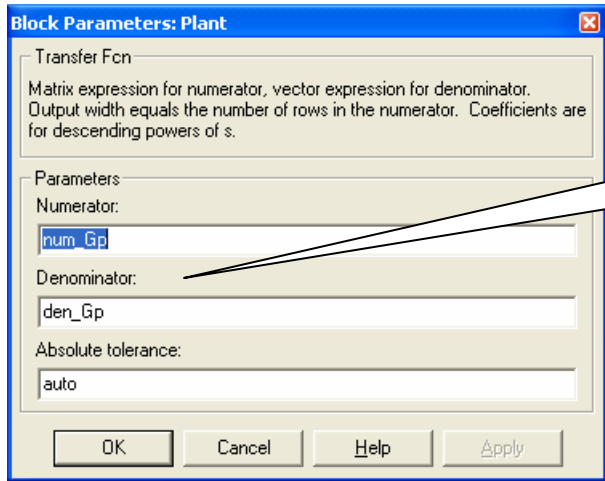 Block Parameters: Plant
Transfer Fcn
Matrix expression for numerator, vector expression for denominator.
Output width equals the number of rows in the numerator. Coefficients are
for descending powers of s.
Parameters
Numerator:
num_Gp
Denominator:
den_Gp
Absolute tolerance:
auto
OK
Cancel
Help
Apply